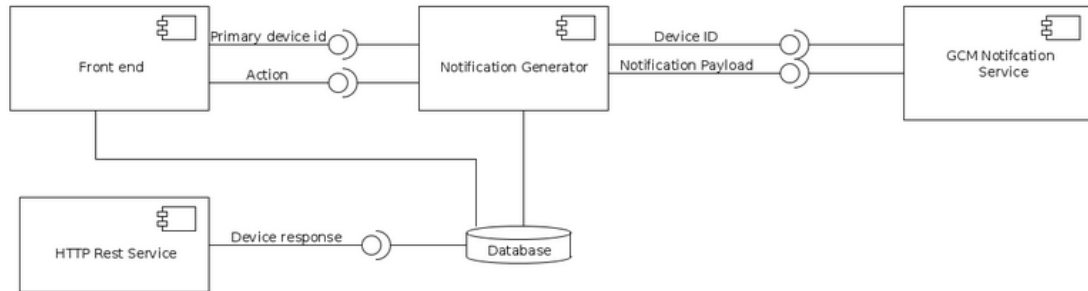 Primary device id
Device ID
Front end
Notification Generator
Notification Payload
GCM Notifcation
Service
Action
Device response
HTTP Rest Service
Database